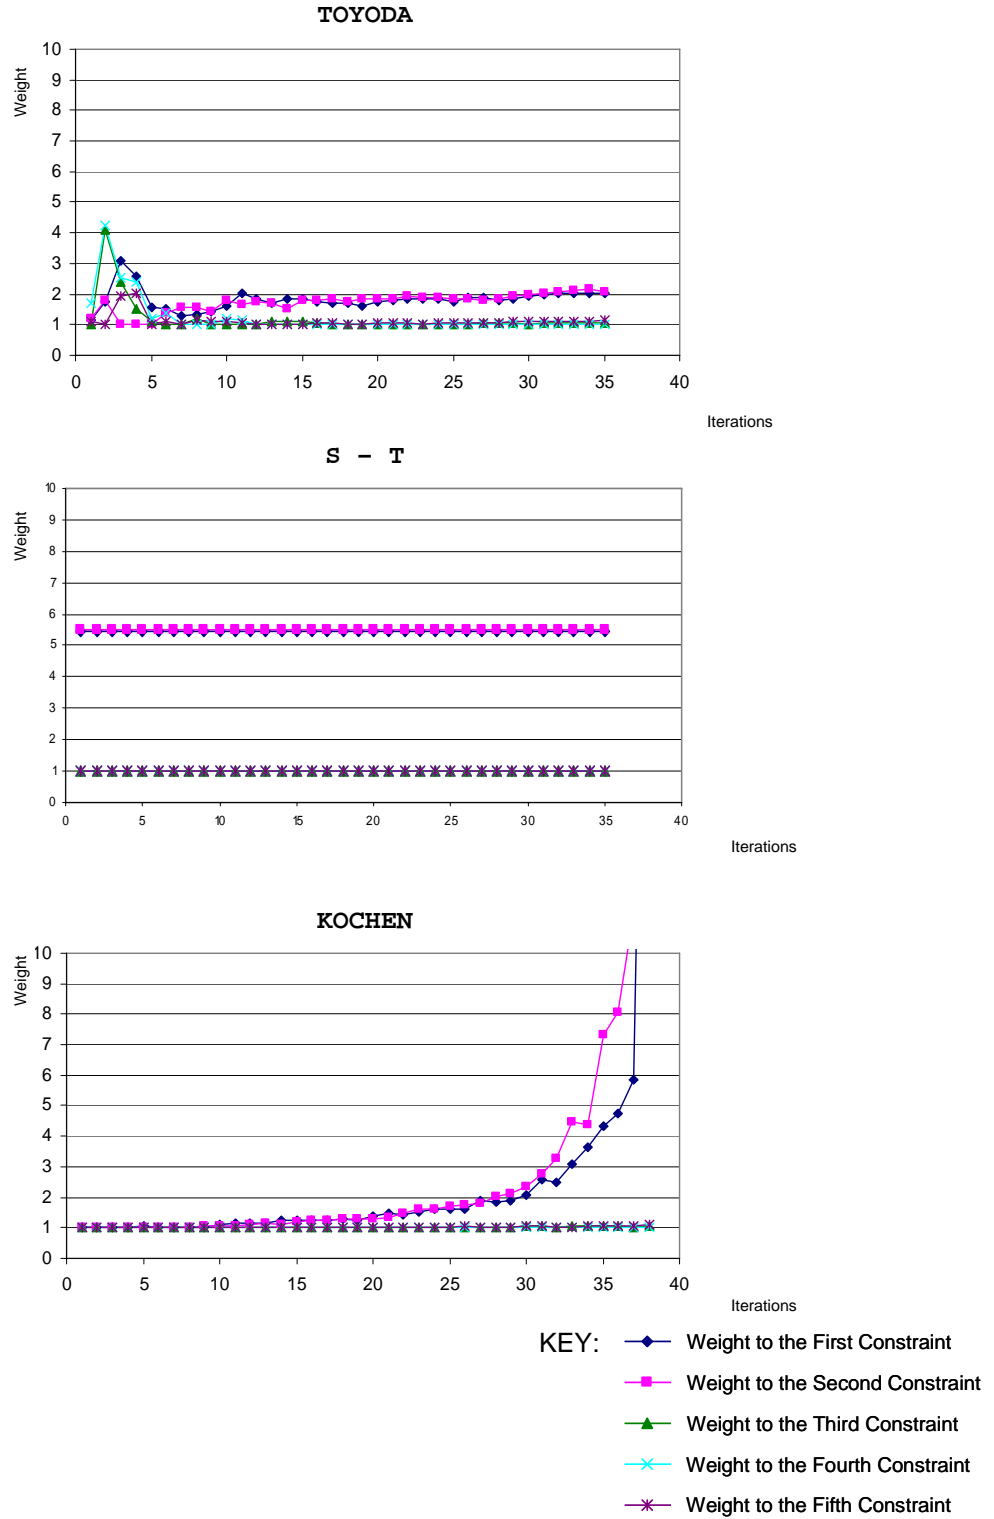 TOYODA
Weight
10
9
8
7
6
5
4
3
2
1
0
0 5 10 15 20 25 30 35 40
Iterations
S – T
Weight
10
9
8
7
6
5
4
3
2
1
0
0 5 10 15 20 25 30 35 40
Iterations
KOCHEN
Weight
10
9
8
7
6
5
4
3
2
1
0
0 5 10 15 20 25 30 35 40
Iterations
KEY:
Weight to the First Constraint
Weight to the Second Constraint
Weight to the Third Constraint
Weight to the Fourth Constraint
Weight to the Fifth Constraint